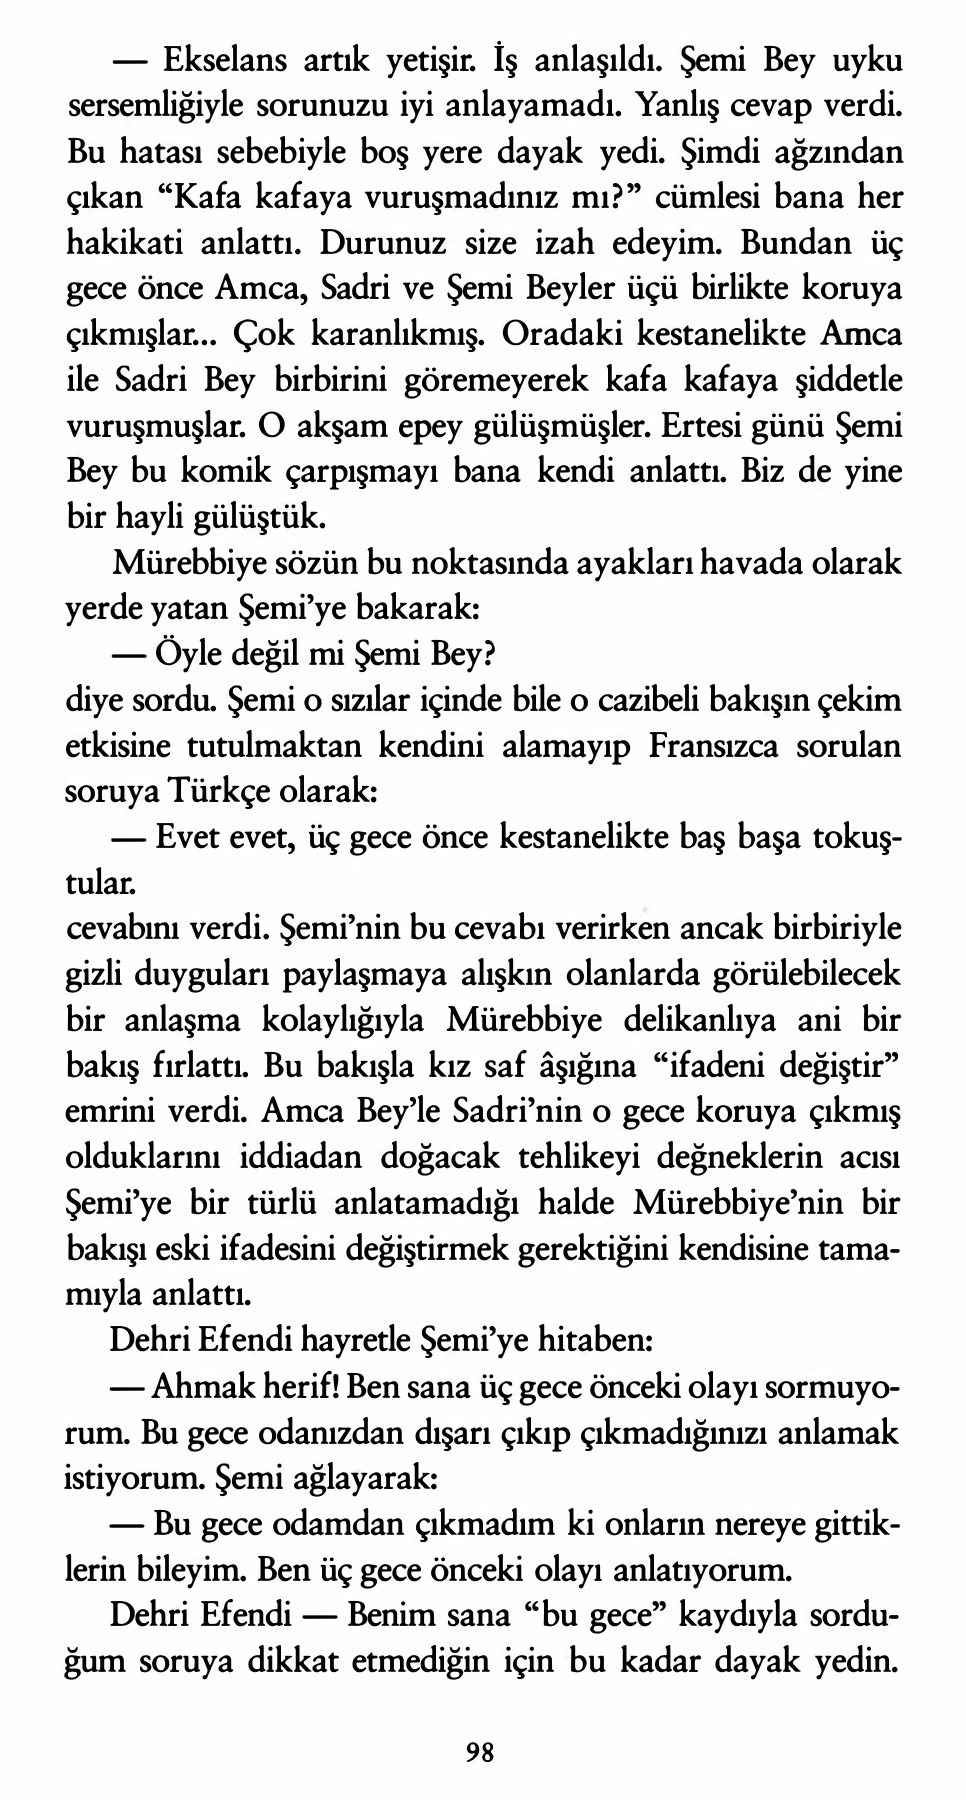 — Ekselans artık yetişir. İş anlaşıldı. Şemi Bey uyku
sersemliğiyle sorunuzu iyi anlayamadı. Yanlış cevap verdi.
Bu hatası sebebiyle boş yere dayak yedi. Şimdi ağzından
çıkan “Kafa kafaya vuruşmadınız mı?” cümlesi bana her
hakikati anlattı. Durunuz size izah edeyim. Bundan üç
gece önce Amca, Sadri ve Şemi Beyler üçü birlikte koruya
çıkmışlar... Çok karanlıkmış. Oradaki kestanelikte Amca
ile Sadri Bey birbirini göremeyerek kafa kafaya şiddetle
vuruşmuşlar. O akşam epey gülüşmüşler. Ertesi günü Şemi
Bey bu komik çarpışmayı bana kendi anlattı. Biz de yine
bir hayli gülüştük.
Mürebbiye sözün bu noktasında ayakları havada olarak
yerde yatan Şemi’ye bakarak:
— Öyle değil mi Şemi Bey?
diye sordu. Şemi o sızılar içinde bile o cazibeli bakışın çekim
etkisine tutulmaktan kendini alamayıp Fransızca sorulan
soruya Türkçe olarak:
— Evet evet, üç gece önce kestanelikte baş başa tokuş-
tular.
cevabını verdi. Şemi’nin bu cevabı verirken ancak birbiriyle
gizli duyguları paylaşmaya alışkın olanlarda görülebilecek
bir anlaşma kolaylığıyla Mürebbiye delikanlıya ani bir
bakış fırlattı. Bu bakışla kız saf âşığına “ifadeni değiştir”
emrini verdi. Amca Bey’le Sadri’nin o gece koruya çıkmış
olduklarını iddiadan doğacak tehlikeyi değneklerin acısı
Şemi’ye bir türlü anlatamadığı halde Mürebbiye’nin bir
bakışı eski ifadesini değiştirmek gerektiğini kendisine tama-
mıyla anlattı.
Dehri Efendi hayretle Şemi’ye hitaben:
— Ahmak herif! Ben sana üç gece önceki olayı sormuyo-
rum. Bu gece odanızdan dışarı çıkıp çıkmadığınızı anlamak
istiyorum. Şemi ağlayarak:
— Bu gece odamdan çıkmadım ki onların nereye gittik-
lerin bileyim. Ben üç gece önceki olayı anlatıyorum.
Dehri Efendi — Benim sana “bu gece” kaydıyla sordu-
ğum soruya dikkat etmediğin için bu kadar dayak yedin.
98